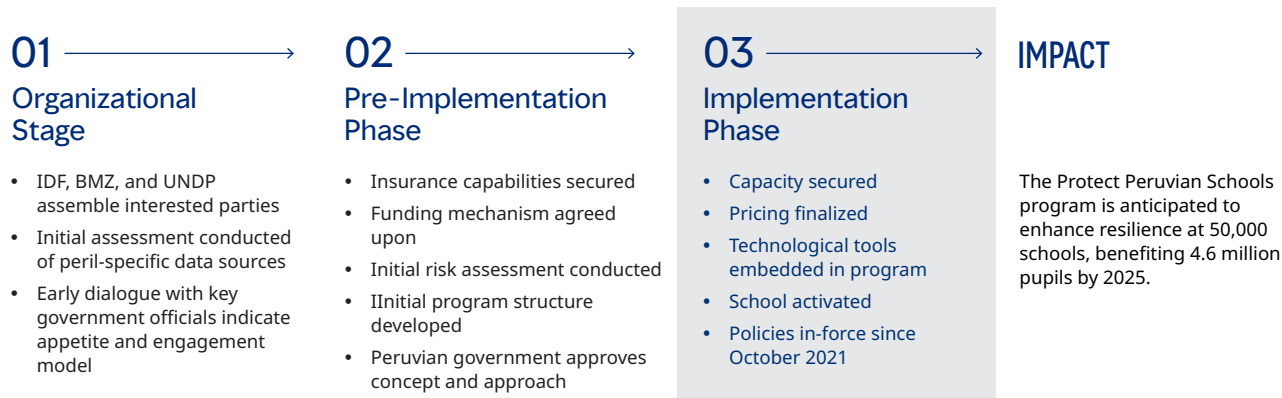 01
Organizational
Stage
• IDF, BMZ, and UNDP
assemble interested parties
• Initial assessment conducted
of peril-specific data sources
• Early dialogue with key
government officials indicate
appetite and engagement
model
02
Pre-Implementation
Phase
• Insurance capabilities secured
• Funding mechanism agreed
upon
• Initial risk assessment conducted
• IInitial program structure
developed
• Peruvian government approves
concept and approach
03
Implementation
Phase
• Capacity secured
• Pricing finalized
• Technological tools
embedded in program
• School activated
• Policies in-force since
October 2021
IMPACT
The Protect Peruvian Schools
program is anticipated to
enhance resilience at 50,000
schools, benefiting 4.6 million
pupils by 2025.